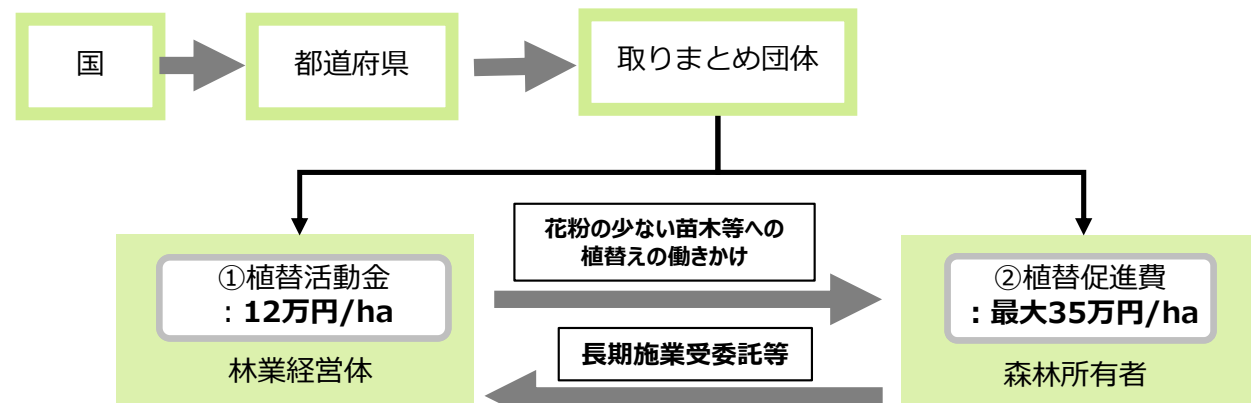 国
都道府県
取りまとめ団体
花粉の少ない苗木等への
植替えの働きかけ
①植替活動金
：12万円/ha
林業経営体
②植替促進費
：最大35万円/ha
森林所有者
長期施業受委託等